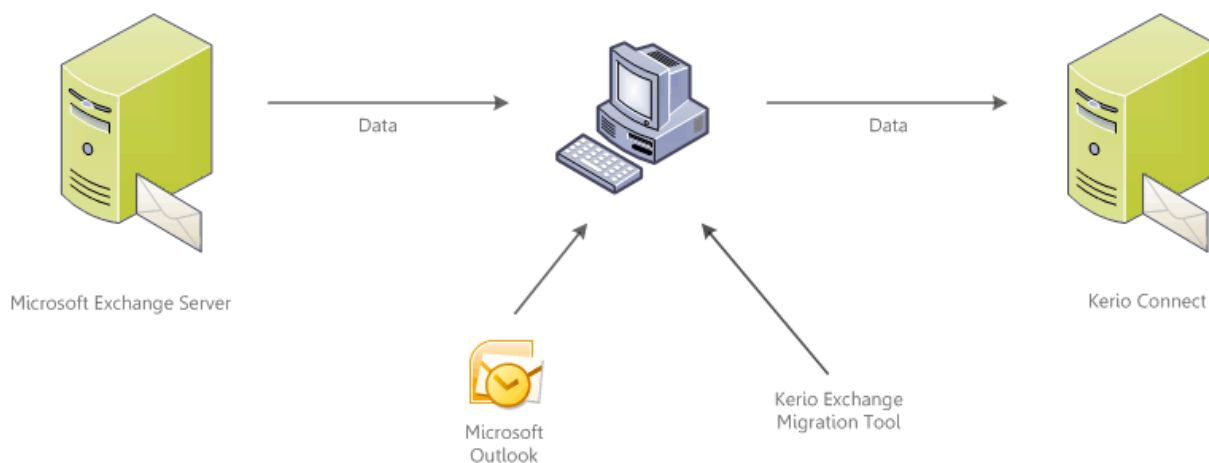 Data
Data
Microsoft Exchange Server
Kerio Connect
Kerio Exchange
Migration Tool
Microsoft
Outlook